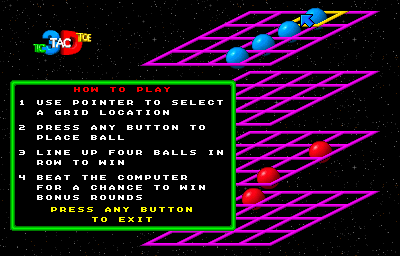 TIC 3 TAC D TOE
HOW TO PLAY
1 USE POINTER TO SELECT
A GRID LOCATION
2 PRESS ANY BUTTON TO
PLACE BALL
3 LINE UP FOUR BALLS IN
ROW TO WIN
4 BEAT THE COMPUTER
FOR A CHANCE TO WIN
BONUS ROUNDS
PRESS ANY BUTTON
TO EXIT